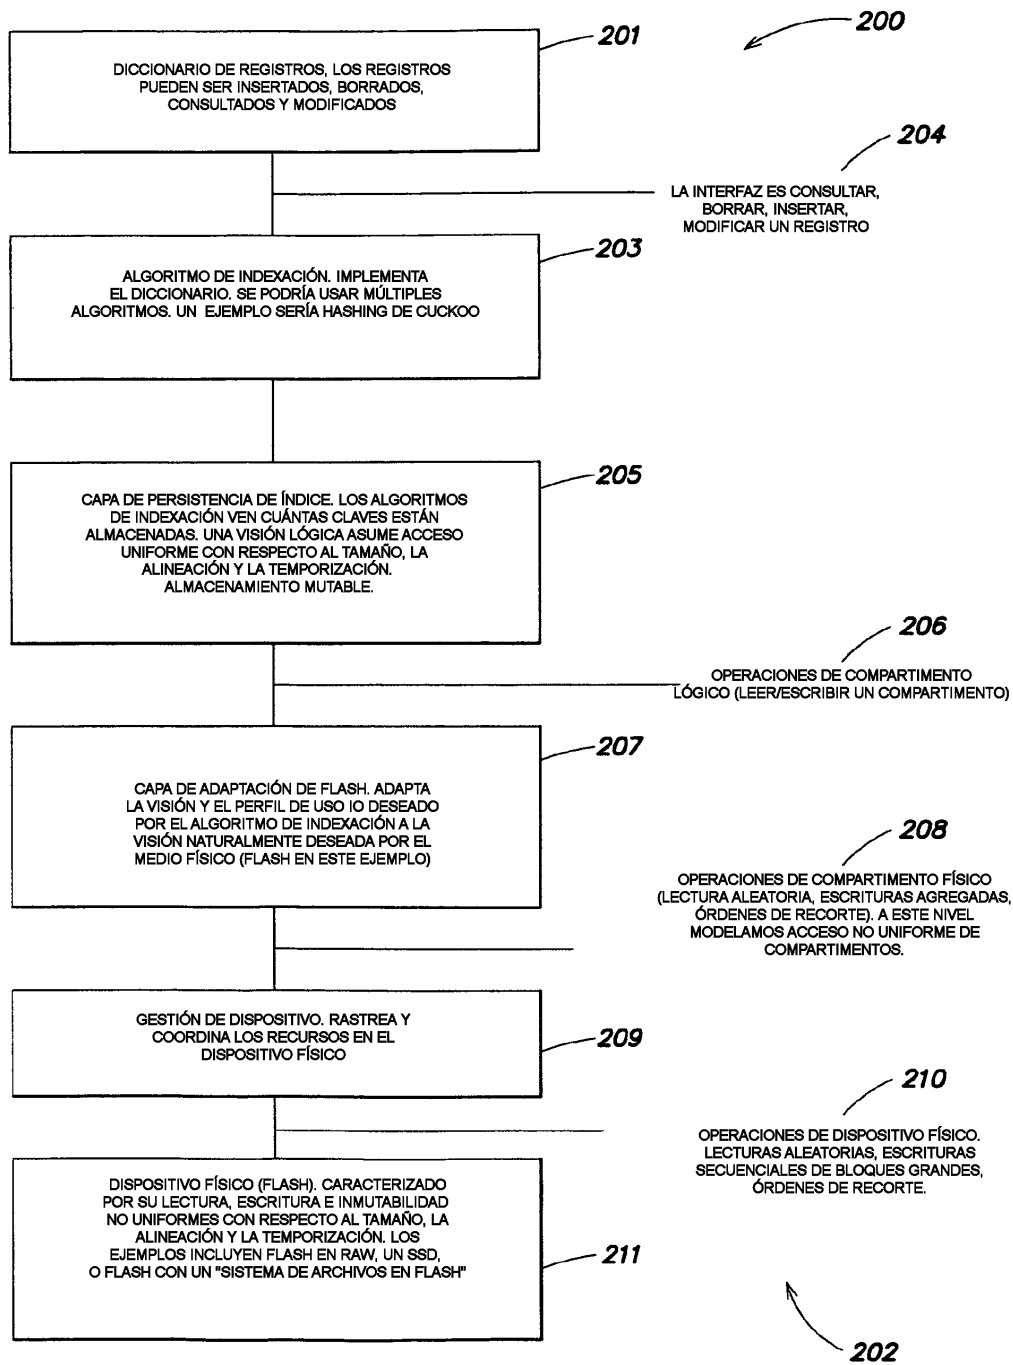 201
200
DICCIONARIO DE REGISTROS, LOS REGISTROS
PUEDEN SER INSERTADOS, BORRADOS,
CONSULTADOS Y MODIFICADOS
204
LA INTERFAZ ES CONSULTAR,
BORRAR, INSERTAR,
MODIFICAR UN REGISTRO
203
ALGORITMO DE INDEXACIÓN. IMPLEMENTA
EL DICCIONARIO. SE PODRÍA USAR MÚLTIPLES
ALGORITMOS. UN EJEMPLO SERÍA HASHING DE CUCKOO
205
CAPA DE PERSISTENCIA DE ÍNDICE. LOS ALGORITMOS
DE INDEXACIÓN VEN CUÁNTAS CLAVES ESTÁN
ALMACENADAS. UNA VISIÓN LÓGICA ASUME ACCESO
UNIFORME CON RESPECTO AL TAMAÑO, LA
ALINEACIÓN Y LA TEMPORIZACIÓN.
ALMACENAMIENTO MUTABLE.
206
OPERACIONES DE COMPARTIMENTO
LÓGICO (LEER/ESCRIBIR UN COMPARTIMENTO)
207
CAPA DE ADAPTACIÓN DE FLASH. ADAPTA
LA VISIÓN Y EL PERFIL DE USO IO DESEADO
POR EL ALGORITMO DE INDEXACIÓN A LA
VISIÓN NATURALMENTE DESEADA POR EL
MEDIO FÍSICO (FLASH EN ESTE EJEMPLO)
208
OPERACIONES DE COMPARTIMENTO FÍSICO
(LECTURA ALEATORIA, ESCRITURAS AGREGADAS,
ÓRDENES DE RECORTE). A ESTE NIVEL
MODELAMOS ACCESO NO UNIFORME DE
COMPARTIMENTOS.
GESTIÓN DE DISPOSITIVO. RASTREA Y
COORDINA LOS RECURSOS EN EL
DISPOSITIVO FÍSICO
209
210
OPERACIONES DE DISPOSITIVO FÍSICO.
LECTURAS ALEATORIAS, ESCRITURAS
SECUENCIALES DE BLOQUES GRANDES,
ÓRDENES DE RECORTE.
DISPOSITIVO FÍSICO (FLASH). CARACTERIZADO
POR SU LECTURA, ESCRITURA E INMUTABILIDAD
NO UNIFORMES CON RESPECTO AL TAMAÑO, LA
ALINEACIÓN Y LA TEMPORIZACIÓN. LOS
EJEMPLOS INCLUYEN FLASH EN RAW, UN SSD,
O FLASH CON UN "SISTEMA DE ARCHIVOS EN FLASH"
211
202